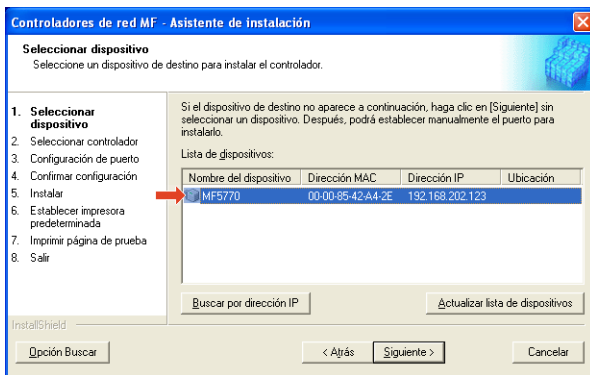 Controladores de red MF - Asistente de instalación
Seleccionar dispositivo
Seleccione un dispositivo de destino para instalar el controlador.
1. Seleccionar
dispositivo
2. Seleccionar controlador
3. Configuración de puerto
4. Confirmar configuración
5. Instalar
6. Establecer impresora
predeterminada
7. Imprimir página de prueba
8. Salir
Si el dispositivo de destino no aparece a continuación, haga clic en [Siguiente] sin
seleccionar un dispositivo. Después, podrá establecer manualmente el puerto para
instalarlo.
Lista de dispositivos:
Nombre del dispositivo Dirección MAC Dirección IP Ubicación
MF5770 00-00-85-42-A4-2E 192.168.202.123
Buscar por dirección IP Actualizar lista de dispositivos
InstallShield
Opción Buscar < Atrás Siguiente > Cancelar